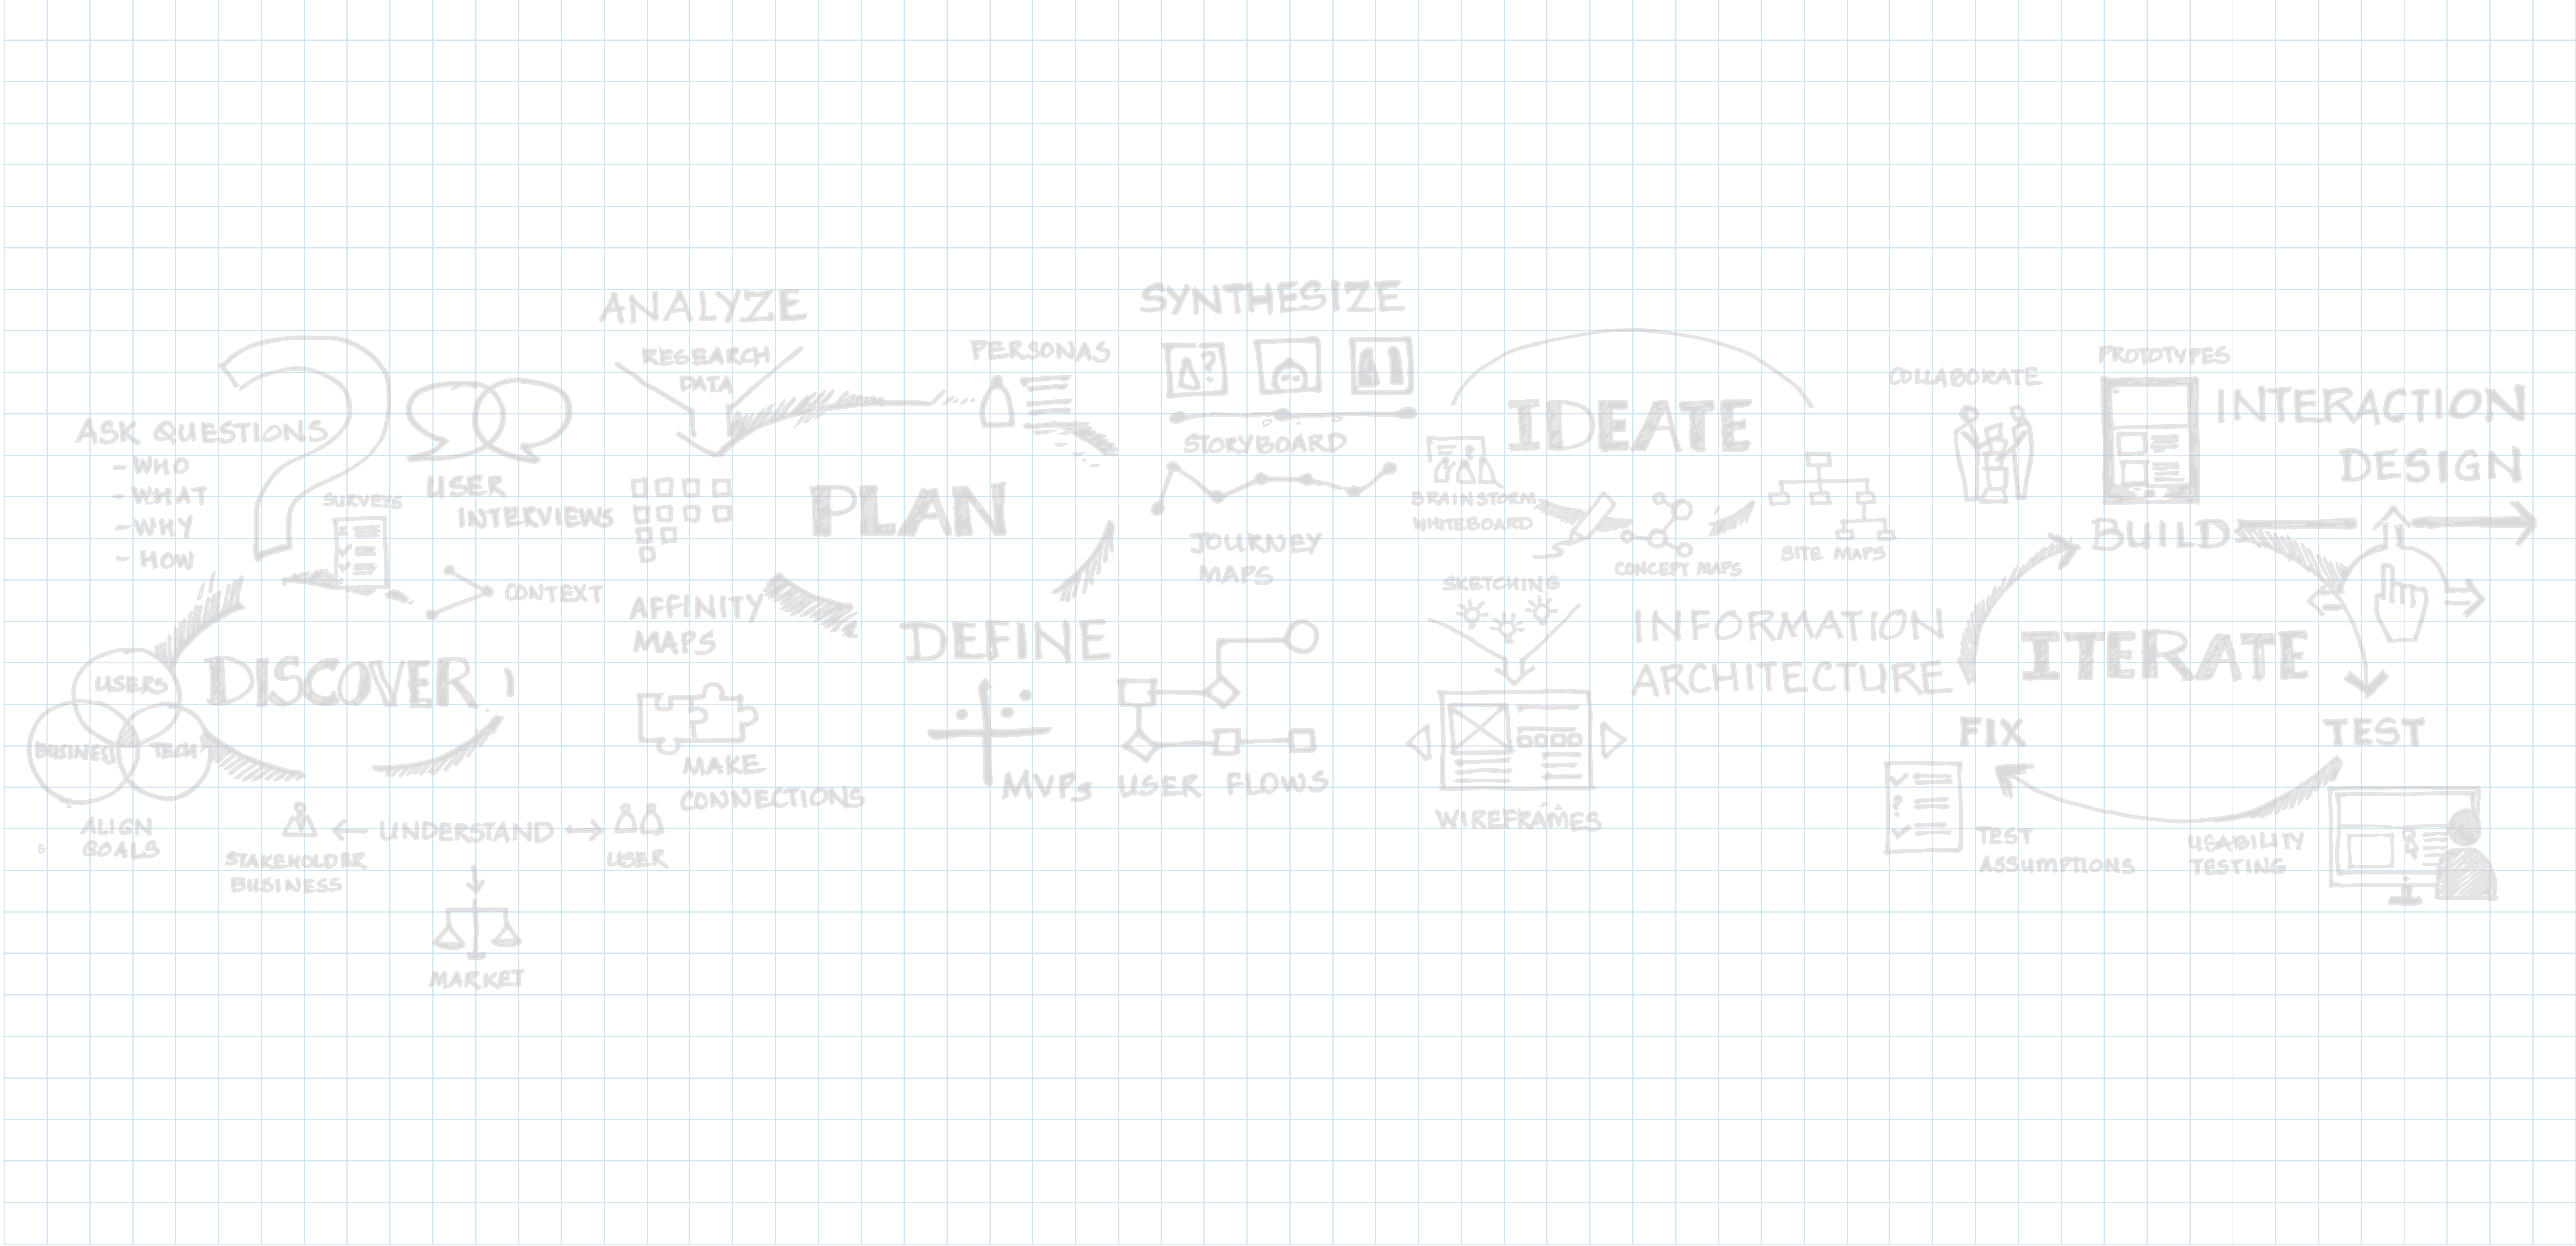 ASK QUESTIONS
- WHO
- WHAT
- WHY
- HOW
SURVEYS
USER
INTERVIEWS
CONTEXT
DISCOVER
USERS
BUSINESS
TECH
ALIGN
GOALS
STAKEHOLDER
BUSINESS
UNDERSTAND
USER
MARKET
ANALYZE
RESEARCH
DATA
AFFINITY
MAPS
MAKE
CONNECTIONS
PLAN
PERSONAS
DEFINE
MVPs
USER FLOWS
SYNTHESIZE
?
STORYBOARD
JOURNEY
MAPS
IDEATE
BRAINSTORM
WHITEBOARD
CONCEPT MAPS
SITE MAPS
SKETCHING
WIREFRAMES
INFORMATION
ARCHITECTURE
COLLABORATE
PROTOTYPES
INTERACTION
DESIGN
BUILD
ITERATE
FIX
TEST
?
TEST
ASSUMPTIONS
USABILITY
TESTING